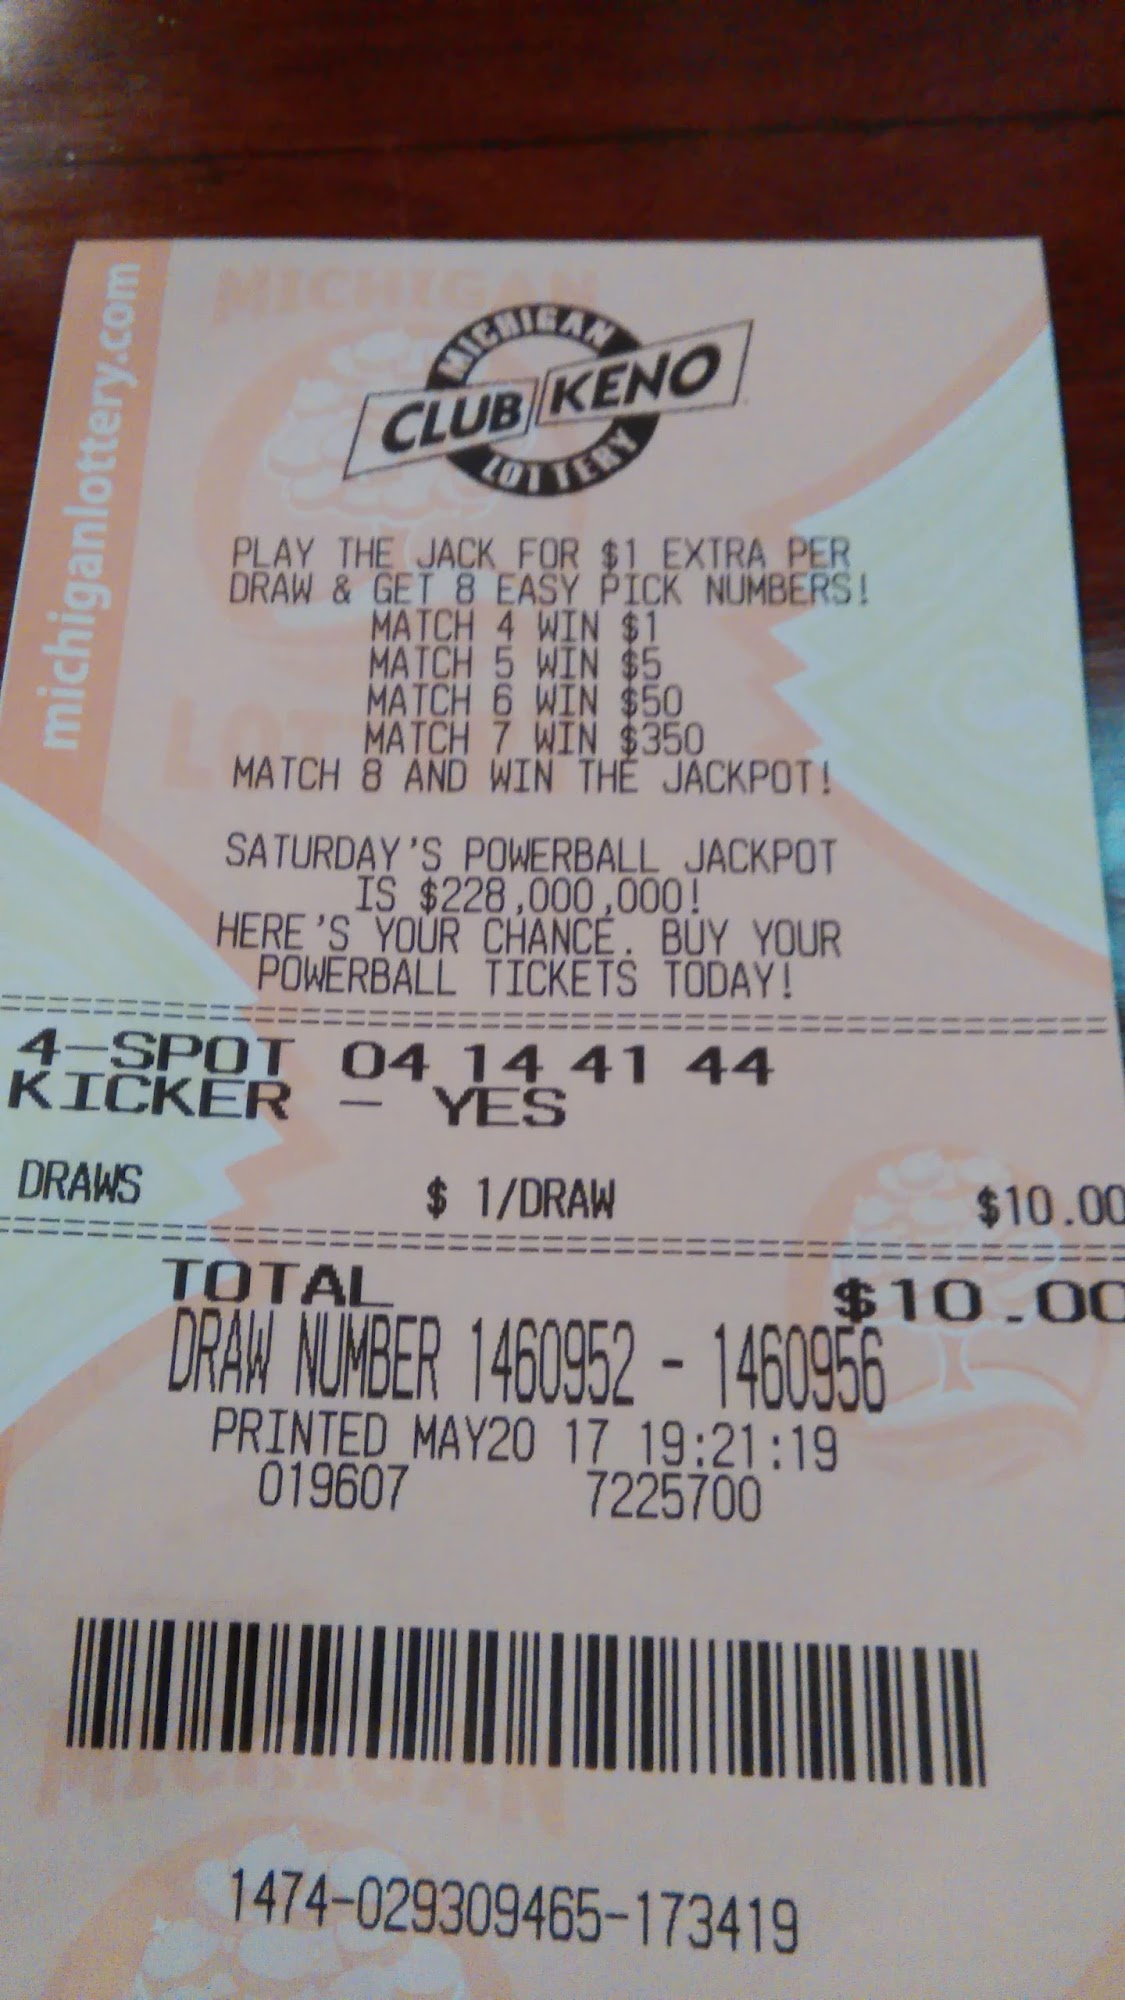 michiganlottery.com
MICHIGAN
MICHIGAN
CLUB KENO
LOTTERY
PLAY THE JACK FOR $1 EXTRA PER
DRAW & GET 8 EASY PICK NUMBERS!
MATCH 4 WIN $1
MATCH 5 WIN $5
MATCH 6 WIN $50
MATCH 7 WIN $350
MATCH 8 AND WIN THE JACKPOT!
SATURDAY'S POWERBALL JACKPOT
IS $228,000,000!
HERE'S YOUR CHANCE. BUY YOUR
POWERBALL TICKETS TODAY!
4-SPOT 04 14 41 44
KICKER - YES
DRAWS $ 1/DRAW $10.00
TOTAL $10.00
DRAW NUMBER 1460952 - 1460956
PRINTED MAY20 17 19:21:19
019607 7225700
MICHIGAN
1474-029309465-173419